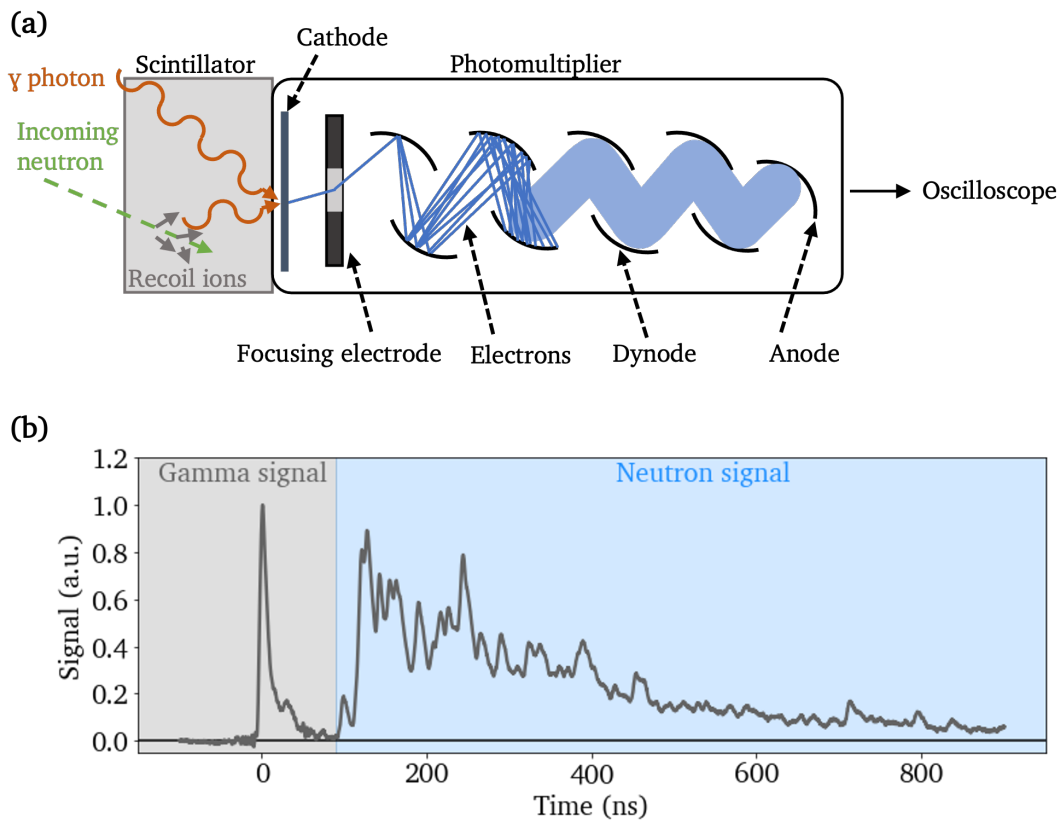 (a)
Cathode
Scintillator
Photomultiplier
Ɣ photon
Incoming
neutron
Oscilloscope
Recoil ions
Focusing electrode
Electrons
Dynode
Anode
(b)
1.2
1.0
0.8
0.6
0.4
0.2
0.0
Signal (a.u.)
Gamma signal
Neutron signal
0
200
400
600
800
Time (ns)